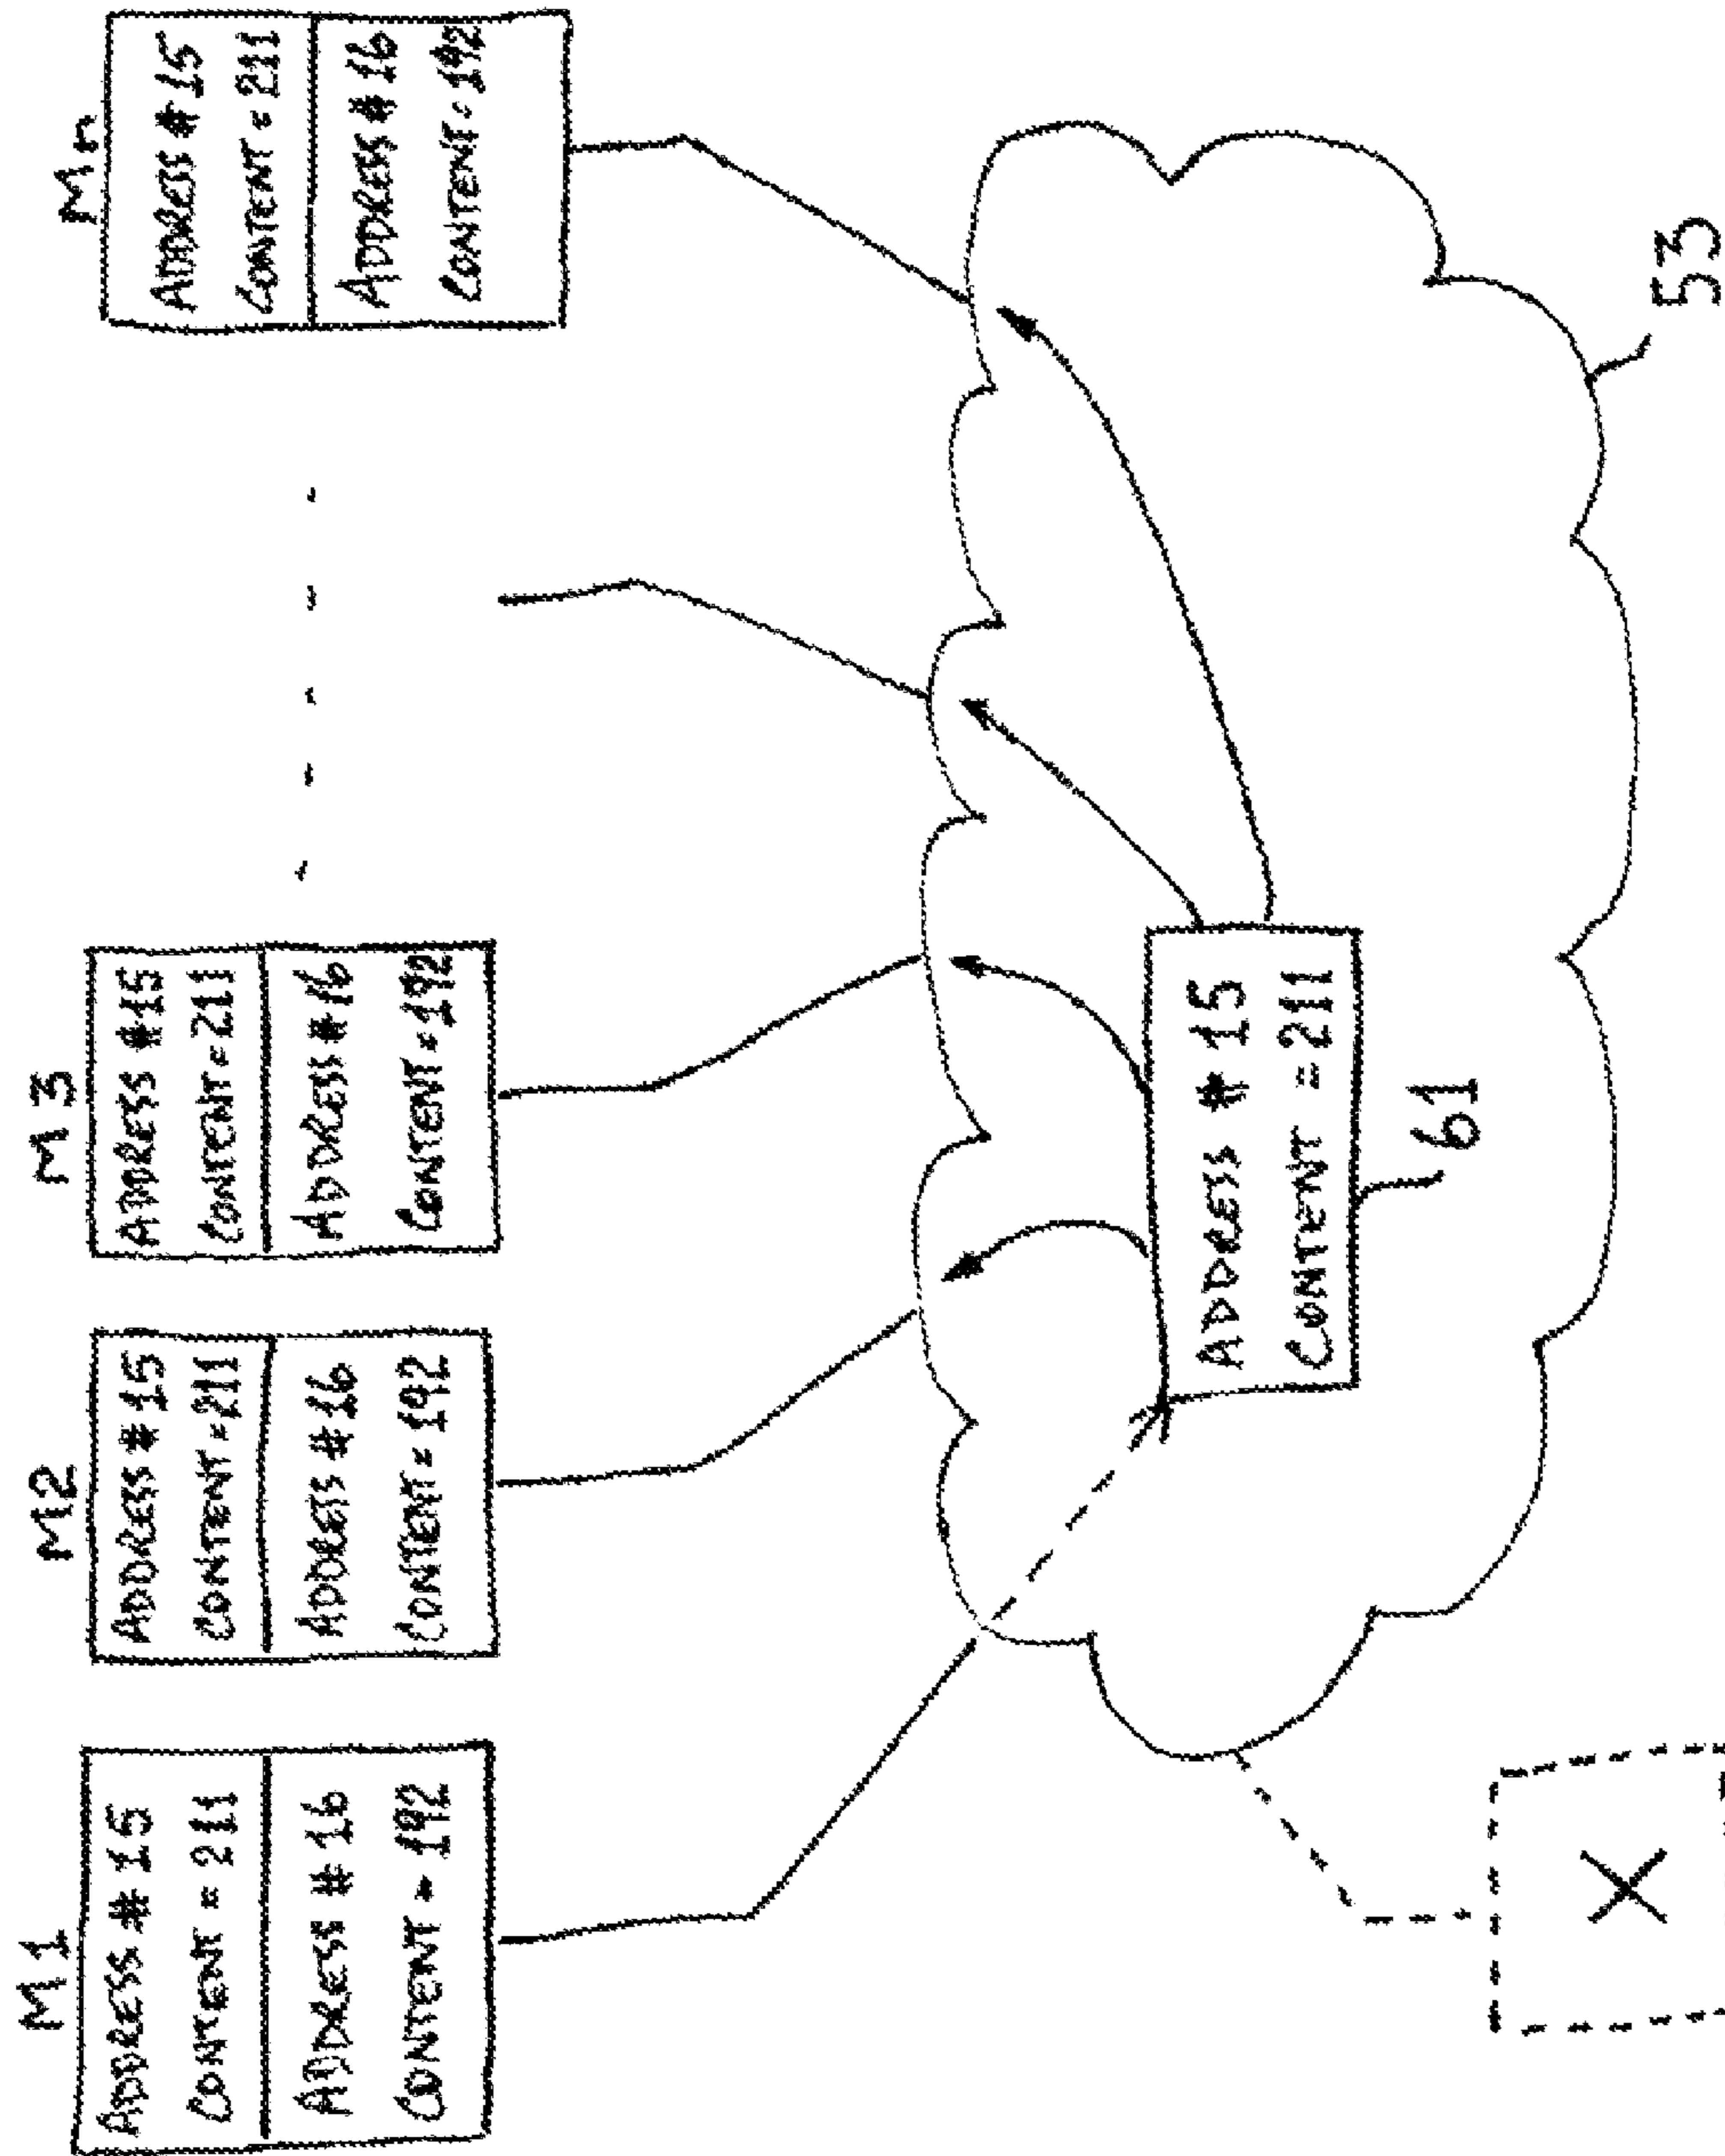 M1
ADDRESS # 15
CONTENT = 211
ADDRESS # 16
CONTENT = 192
M2
ADDRESS # 15
CONTENT = 211
ADDRESS # 16
CONTENT = 192
M3
ADDRESS #15
CONTENT = 211
ADDRESS # 16
CONTENT = 192
Mn
ADDRESS # 15
CONTENT = 211
ADDRESS # 16
CONTENT = 192
ADDRESS # 15
CONTENT = 211
61
53
X